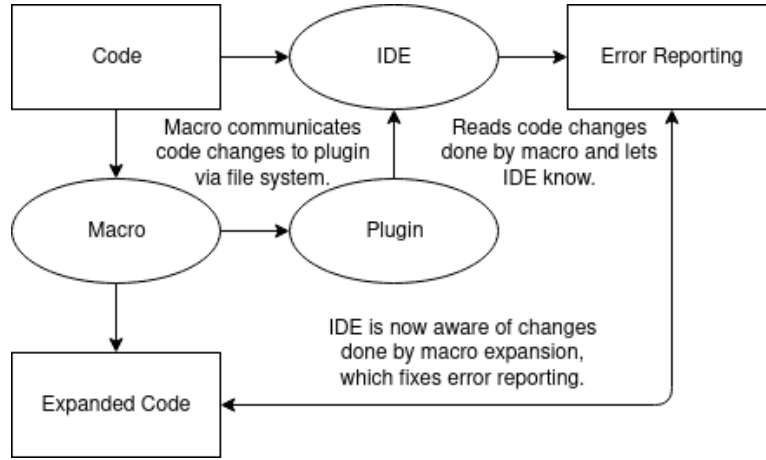 Code
IDE
Error Reporting
Macro communicates
code changes to plugin
via file system.
Reads code changes
done by macro and lets
IDE know.
Macro
Plugin
IDE is now aware of changes
done by macro expansion,
which fixes error reporting.
Expanded Code